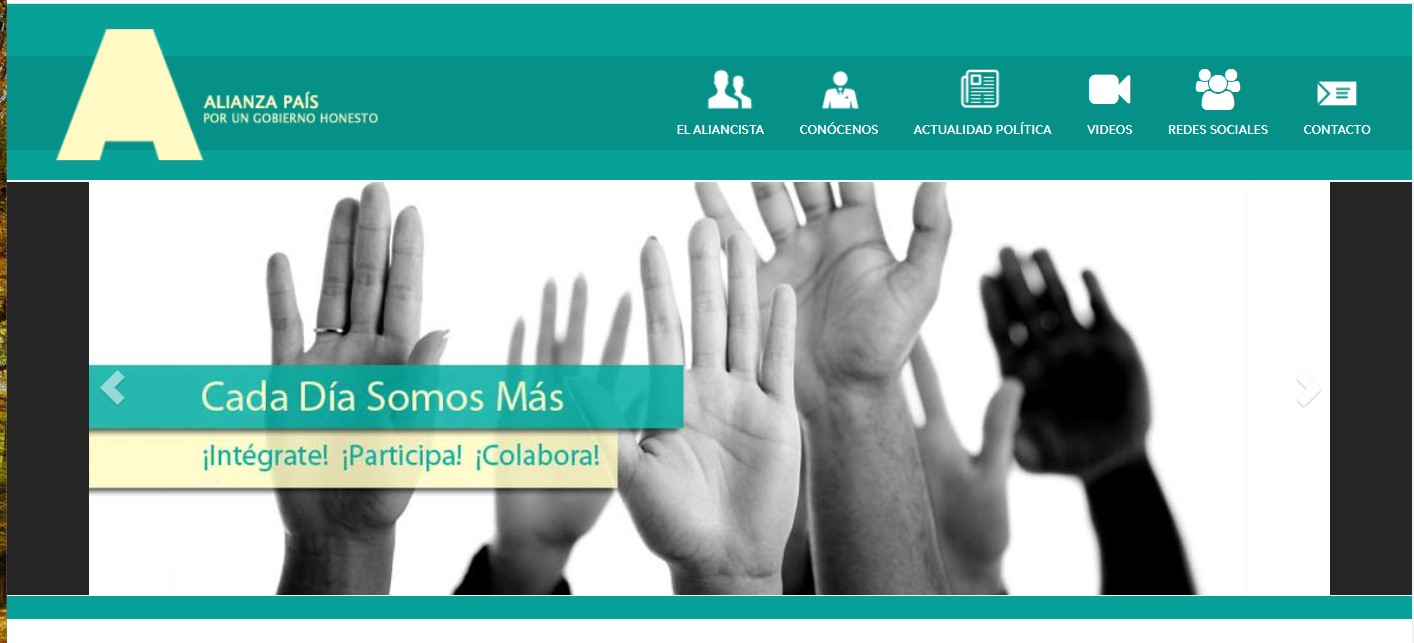 ALIANZA PAÍS
POR UN GOBIERNO HONESTO
EL ALIANCISTA CONÓCENOS ACTUALIDAD POLÍTICA VIDEOS REDES SOCIALES CONTACTO
Cada Día Somos Más
¡Intégrate! ¡Participa! ¡Colabora!